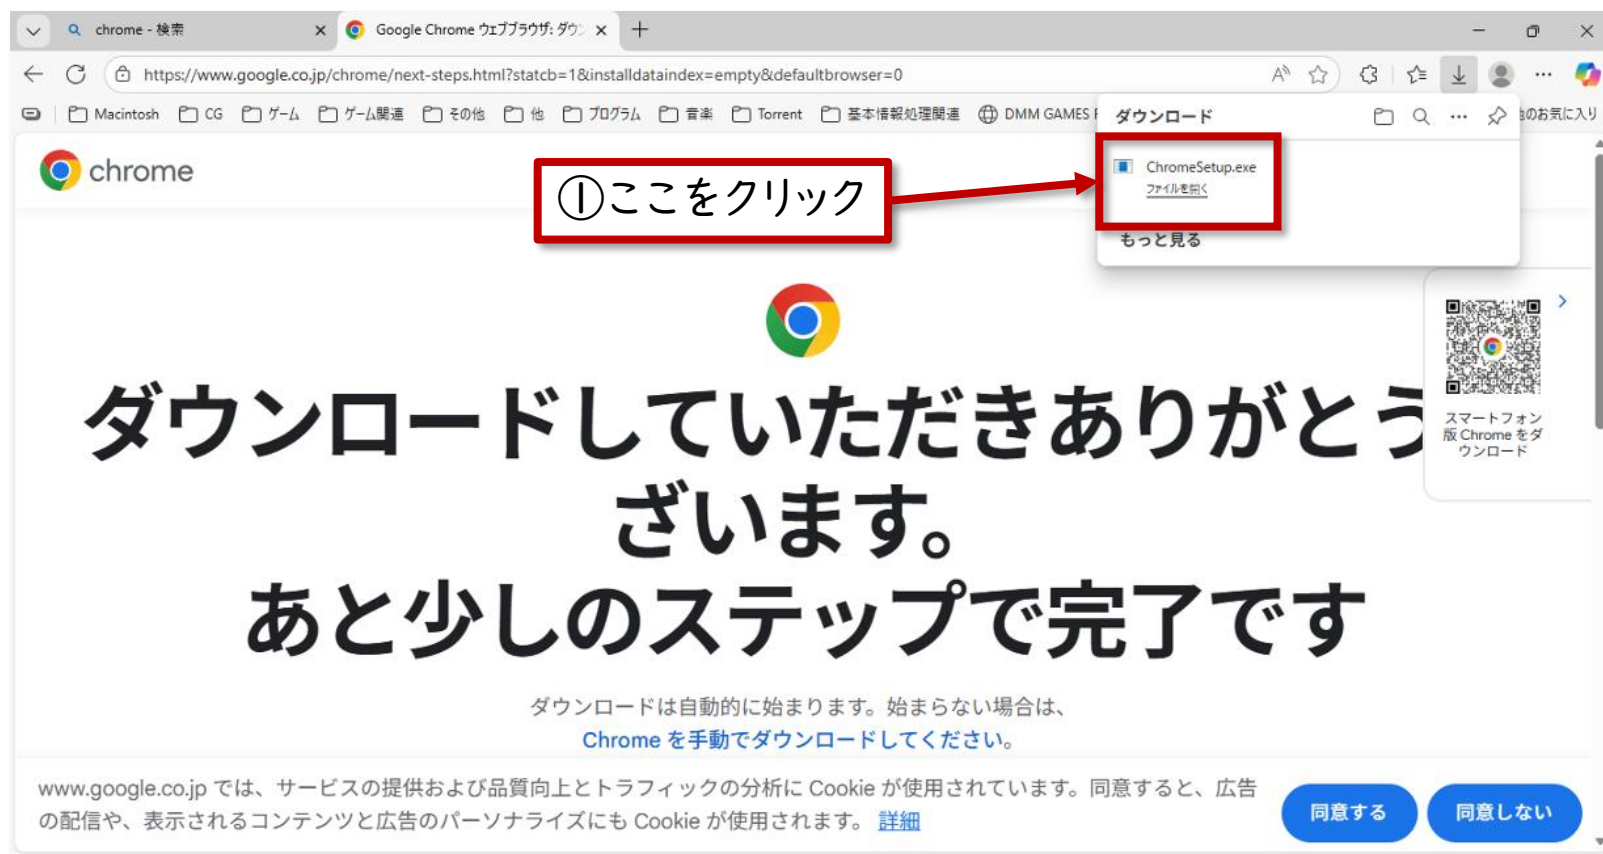 chrome - 検索
Google Chrome ウェブブラウザ: ダウン
https://www.google.co.jp/chrome/next-steps.html?statcb=1&installdataindex=empty&defaultbrowser=0
Macintosh CG ゲーム ゲーム関連 その他 他 プログラム 音楽 Torrent 基本情報処理関連 DMM GAMES のお気に入り
ダウンロード
ChromeSetup.exe
ファイルを開く
もっと見る
chrome
①ここをクリック
スマートフォン
版 Chrome をダ
ウンロード
ダウンロードしていただきありがとう
ざいます。
あと少しのステップで完了です
ダウンロードは自動的に始まります。始まらない場合は、
Chrome を手動でダウンロードしてください。
www.google.co.jp では、サービスの提供および品質向上とトラフィックの分析に Cookie が使用されています。同意すると、広告
の配信や、表示されるコンテンツと広告のパーソナライズにも Cookie が使用されます。 詳細
同意する
同意しない